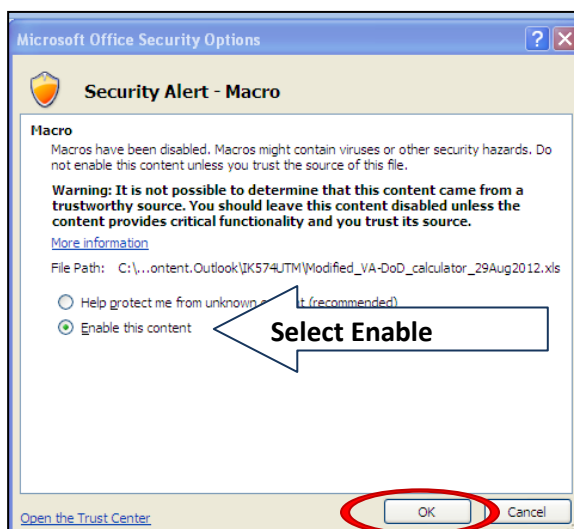 Microsoft Office Security Options
Security Alert - Macro
Macro
Macros have been disabled. Macros might contain viruses or other security hazards. Do
not enable this content unless you trust the source of this file.
Warning: It is not possible to determine that this content came from a
trustworthy source. You should leave this content disabled unless the
content provides critical functionality and you trust its source.
More information
File Path: C:\...ontent.Outlook\IK574UTM\Modified_VA-DoD_calculator_29Aug2012.xls
Help protect me from unknown (recommended)
Enable this content
Select Enable
Open the Trust Center
OK
Cancel